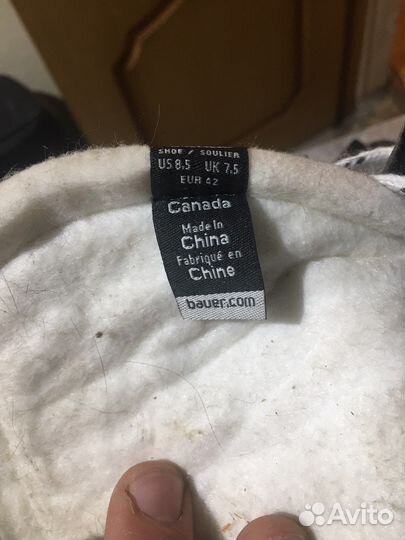 SHOE / SOULIER
US 8.5 UK 7.5
EUR 42
Canada
Made In
China
Fabriqué en
Chine
bauer.com
Avito